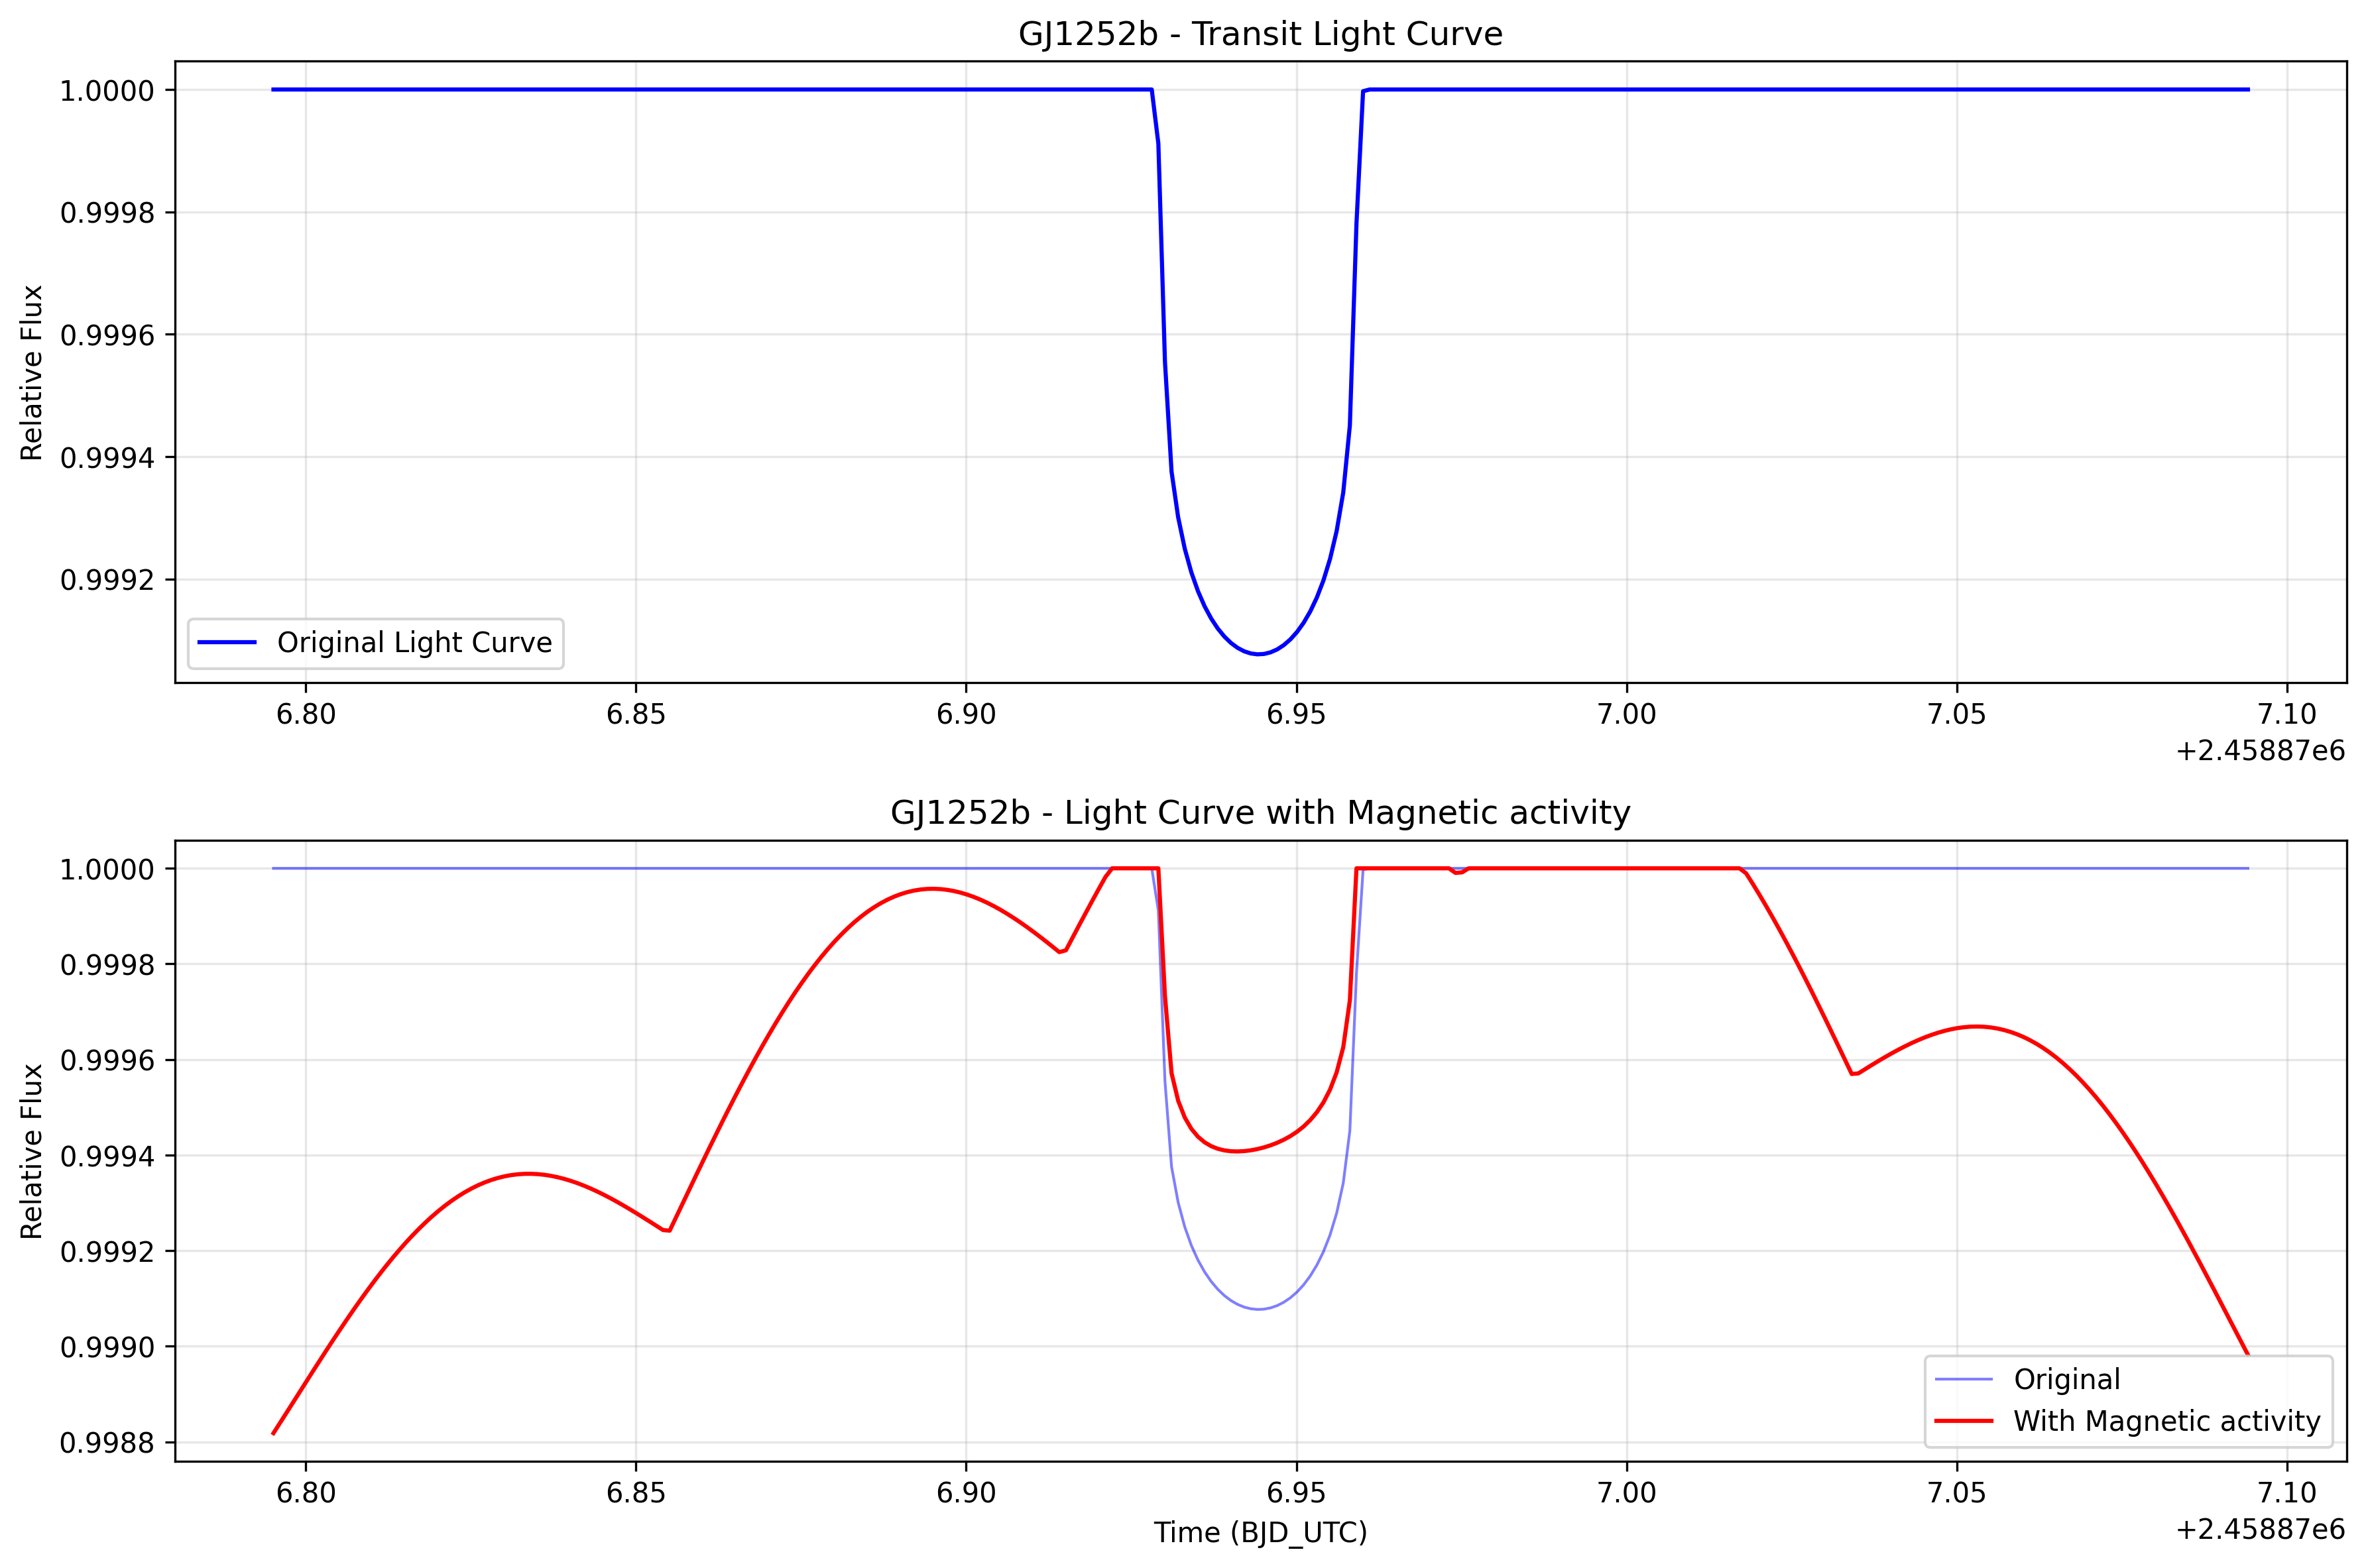 GJ1252b - Transit Light Curve
Relative Flux
1.0000
0.9998
0.9996
0.9994
0.9992
Original Light Curve
6.80 6.85 6.90 6.95 7.00 7.05 7.10
+2.45887e6
GJ1252b - Light Curve with Magnetic activity
Relative Flux
1.0000
0.9998
0.9996
0.9994
0.9992
0.9990
0.9988
Original
With Magnetic activity
6.80 6.85 6.90 6.95 7.00 7.05 7.10
+2.45887e6
Time (BJD_UTC)